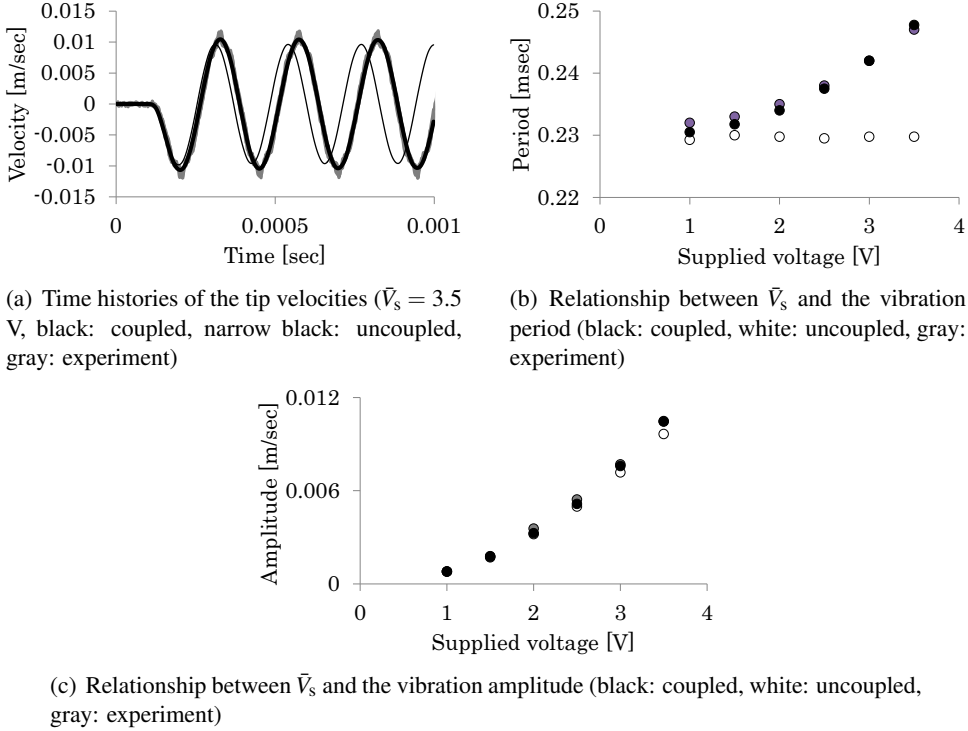 0.015
0.01
0.005
0
-0.005
-0.01
-0.015
Velocity [m/sec]
0 0.0005 0.001
Time [sec]
(a) Time histories of the tip velocities (V̄s = 3.5
V, black: coupled, narrow black: uncoupled,
gray: experiment)
0.25
0.24
0.23
0.22
Period [msec]
0 1 2 3 4
Supplied voltage [V]
(b) Relationship between V̄s and the vibration
period (black: coupled, white: uncoupled, gray:
experiment)
0.012
0.006
0
Amplitude [m/sec]
0 1 2 3 4
Supplied voltage [V]
(c) Relationship between V̄s and the vibration amplitude (black: coupled, white: uncoupled,
gray: experiment)